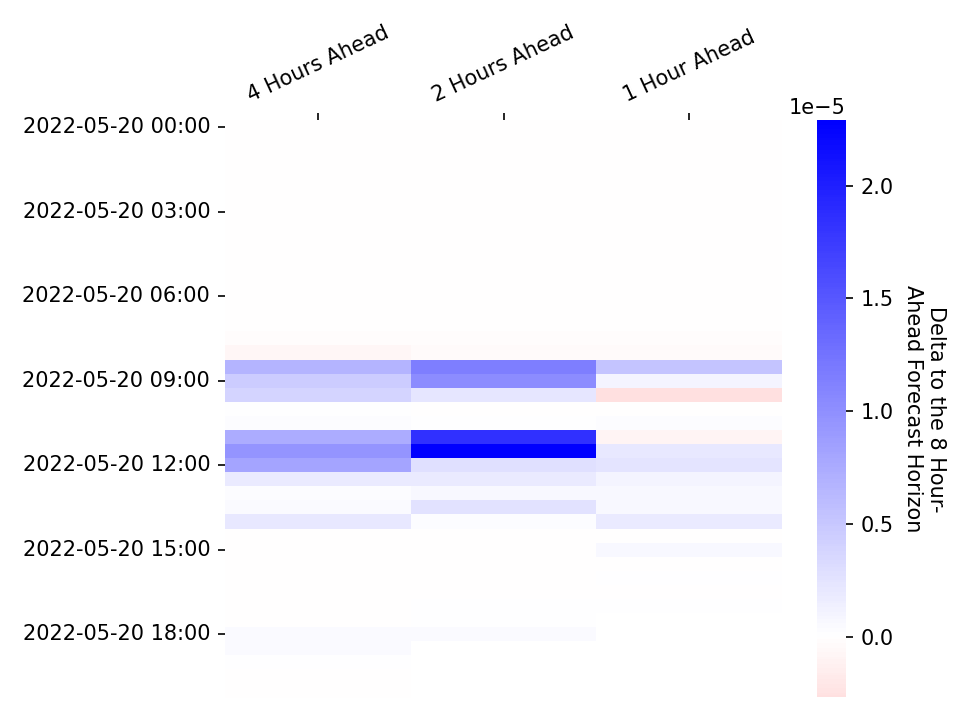 4 Hours Ahead
2 Hours Ahead
1 Hour Ahead
2022-05-20 00:00
2022-05-20 03:00
2022-05-20 06:00
2022-05-20 09:00
2022-05-20 12:00
2022-05-20 15:00
2022-05-20 18:00
1e−5
2.0
1.5
1.0
0.5
0.0
Delta to the 8 Hour-
Ahead Forecast Horizon